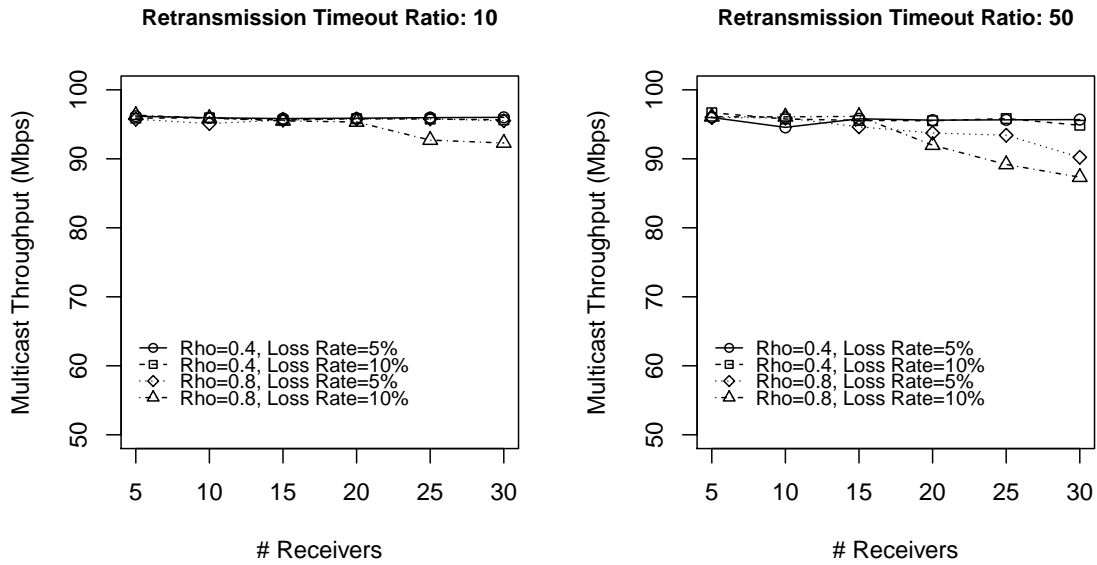 Retransmission Timeout Ratio: 10
Multicast Throughput (Mbps)
100
90
80
70
60
50
Rho=0.4, Loss Rate=5%
Rho=0.4, Loss Rate=10%
Rho=0.8, Loss Rate=5%
Rho=0.8, Loss Rate=10%
5 10 15 20 25 30
# Receivers
Retransmission Timeout Ratio: 50
Multicast Throughput (Mbps)
100
90
80
70
60
50
Rho=0.4, Loss Rate=5%
Rho=0.4, Loss Rate=10%
Rho=0.8, Loss Rate=5%
Rho=0.8, Loss Rate=10%
5 10 15 20 25 30
# Receivers